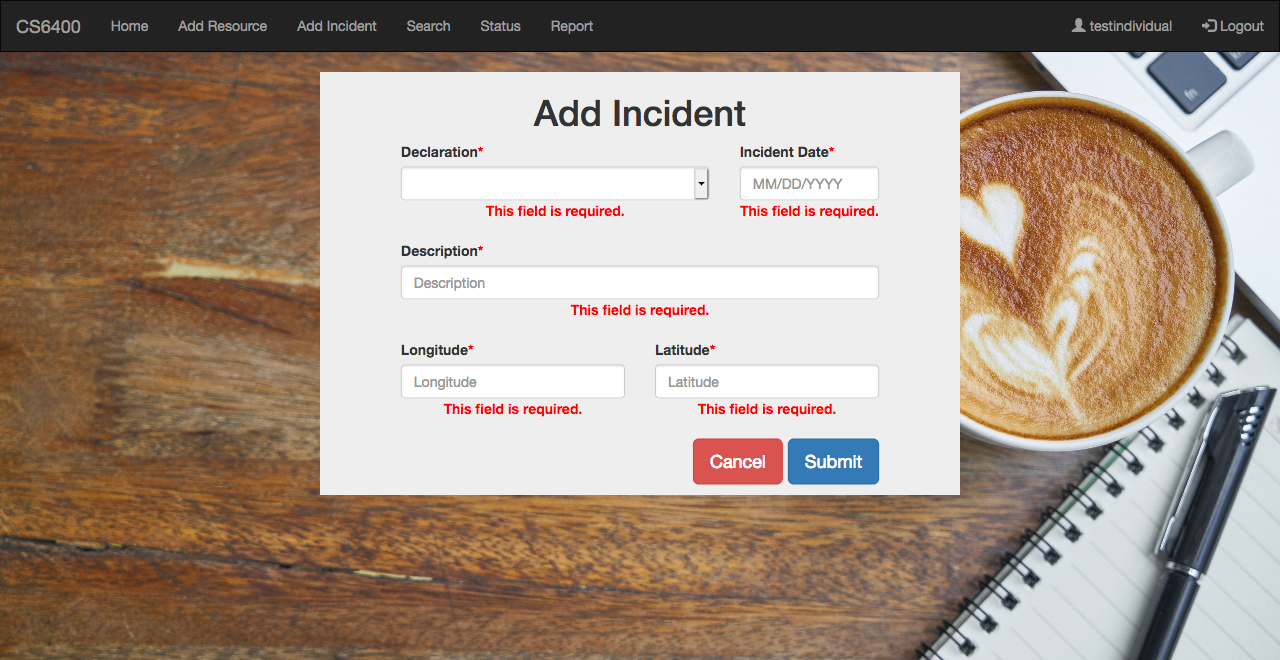 CS6400 Home Add Resource Add Incident Search Status Report testindividual Logout
Add Incident
Declaration* Incident Date*
MM/DD/YYYY
This field is required. This field is required.
Description*
Description
This field is required.
Longitude* Latitude*
Longitude Latitude
This field is required. This field is required.
Cancel Submit
fn